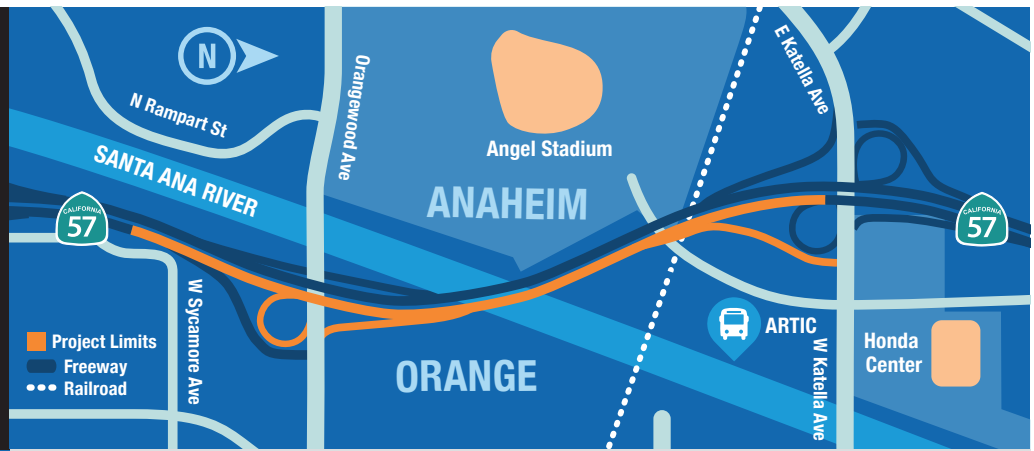 N
N Rampart St
Orangewood Ave
SANTA ANA RIVER
Angel Stadium
ANAHEIM
E Katella Ave
CALIFORNIA
57
CALIFORNIA
57
W Sycamore Ave
Project Limits
Freeway
Railroad
ORANGE
ARTIC
W Katella Ave
Honda
Center